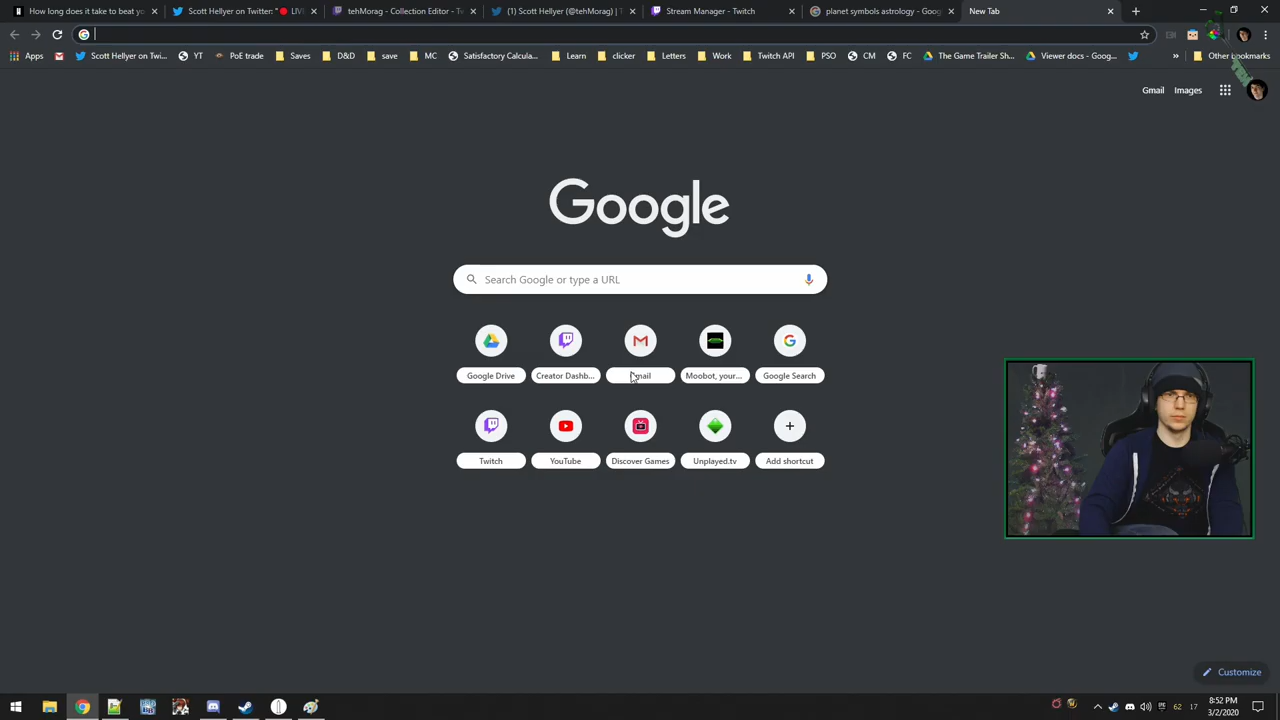 How long does it take to beat yo
Scott Hellyer on Twitter: "🔴 LIVE
tehMorag - Collection Editor - Tw
(1) Scott Hellyer (@tehMorag) | T
Stream Manager - Twitch
planet symbols astrology - Goog
New Tab
Apps
Scott Hellyer on Twi...
YT
PoE trade
Saves
D&D
save
MC
Satisfactory Calcula...
Learn
clicker
Letters
Work
Twitch API
PSO
CM
FC
The Game Trailer Sh...
Viewer docs - Goog...
»
Other bookmarks
Gmail
Images
Google
Search Google or type a URL
Google Drive
Creator Dashb...
Gmail
Moobot, your...
Google Search
Twitch
YouTube
Discover Games
Unplayed.tv
Add shortcut
Customize
62
17
8:52 PM
3/2/2020